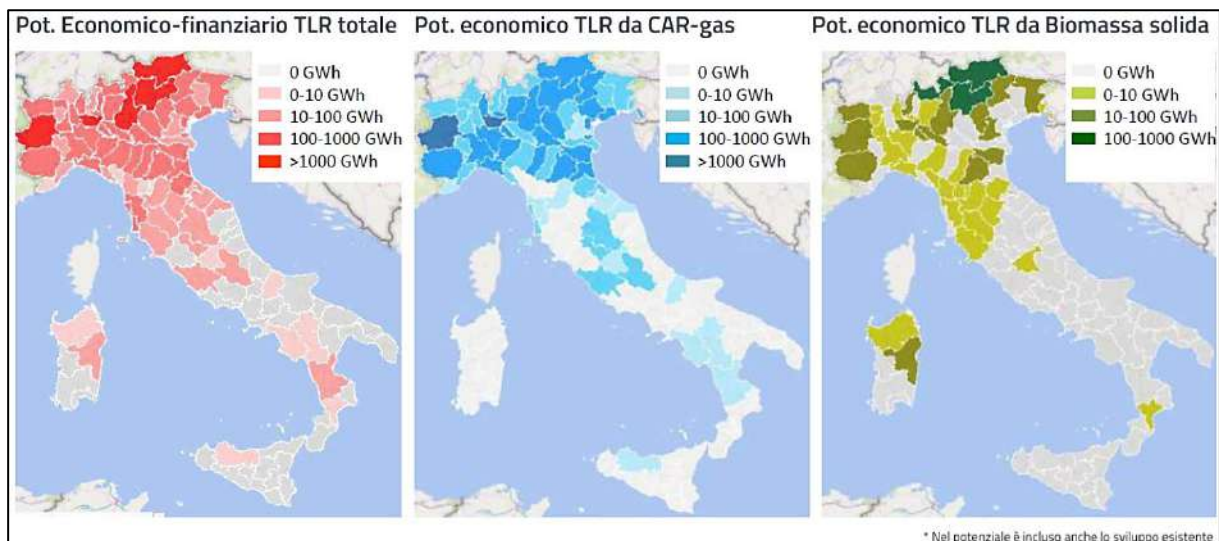 Pot. Economico-finanziario TLR totale
0 GWh
0-10 GWh
10-100 GWh
100-1000 GWh
>1000 GWh
Pot. economico TLR da CAR-gas
0 GWh
0-10 GWh
10-100 GWh
100-1000 GWh
>1000 GWh
Pot. economico TLR da Biomassa solida
0 GWh
0-10 GWh
10-100 GWh
100-1000 GWh
* Nel potenziale è incluso anche lo sviluppo esistente